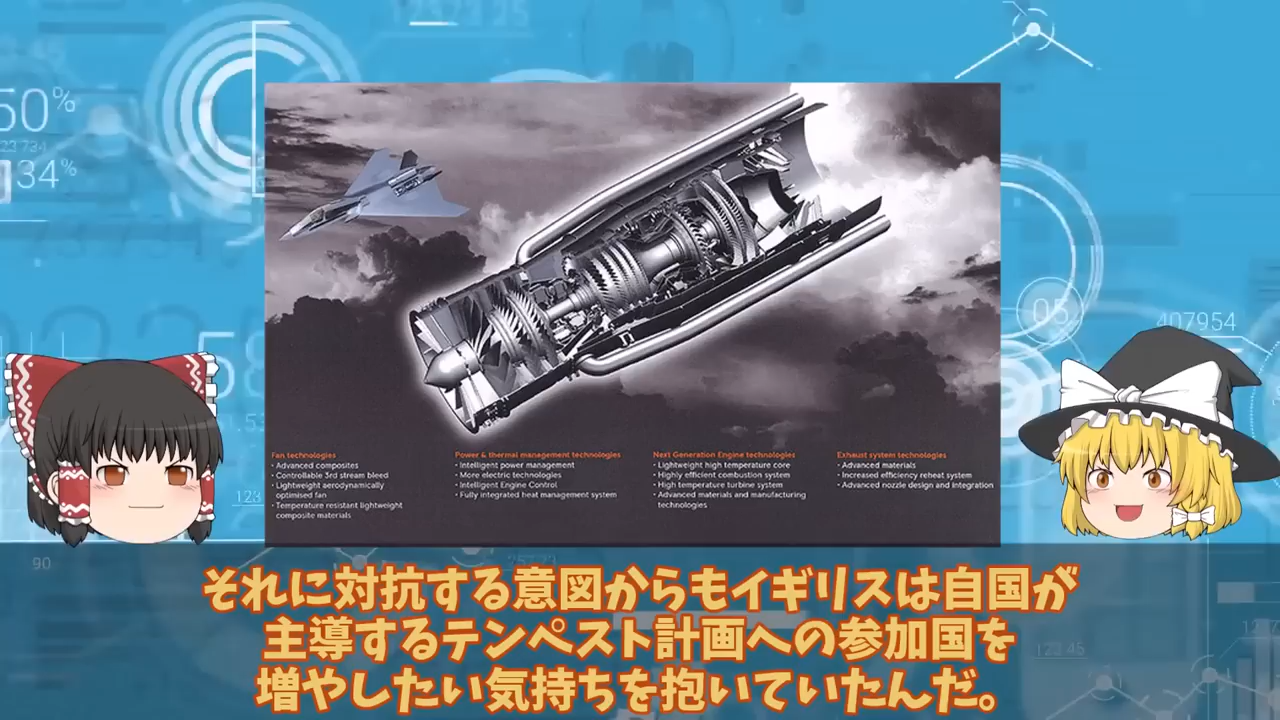 50%
34%
05
407954
Fan technologies
· Advanced composites
· Controllable 3rd stream bleed
· Lightweight aerodynamically
optimised fan
· Temperature resistant lightweight
composite materials
Power & thermal management technologies
· Intelligent power management
· More electric technologies
· Intelligent Engine Control
· Fully integrated heat management system
Next Generation Engine technologies
· Lightweight high temperature core
· Highly efficient combustion system
· High temperature turbine system
· Advanced materials and manufacturing
technologies
Exhaust system technologies
· Advanced materials
· Increased efficiency reheat system
· Advanced nozzle design and integration
123
90
それに対抗する意図からもイギリスは自国が
主導するテンペスト計画への参加国を
増やしたい気持ちを抱いていたんだ。
123 45